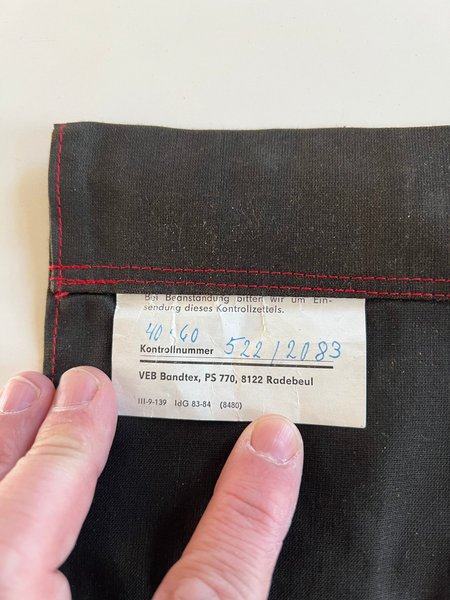 Bei Beanstandung bitten wir um Ein-
sendung dieses Kontrollzettels.
40·60
Kontrollnummer 522/2083
VEB Bandtex, PS 770, 8122 Radebeul
III-9-139 IdG 83-84 (8480)